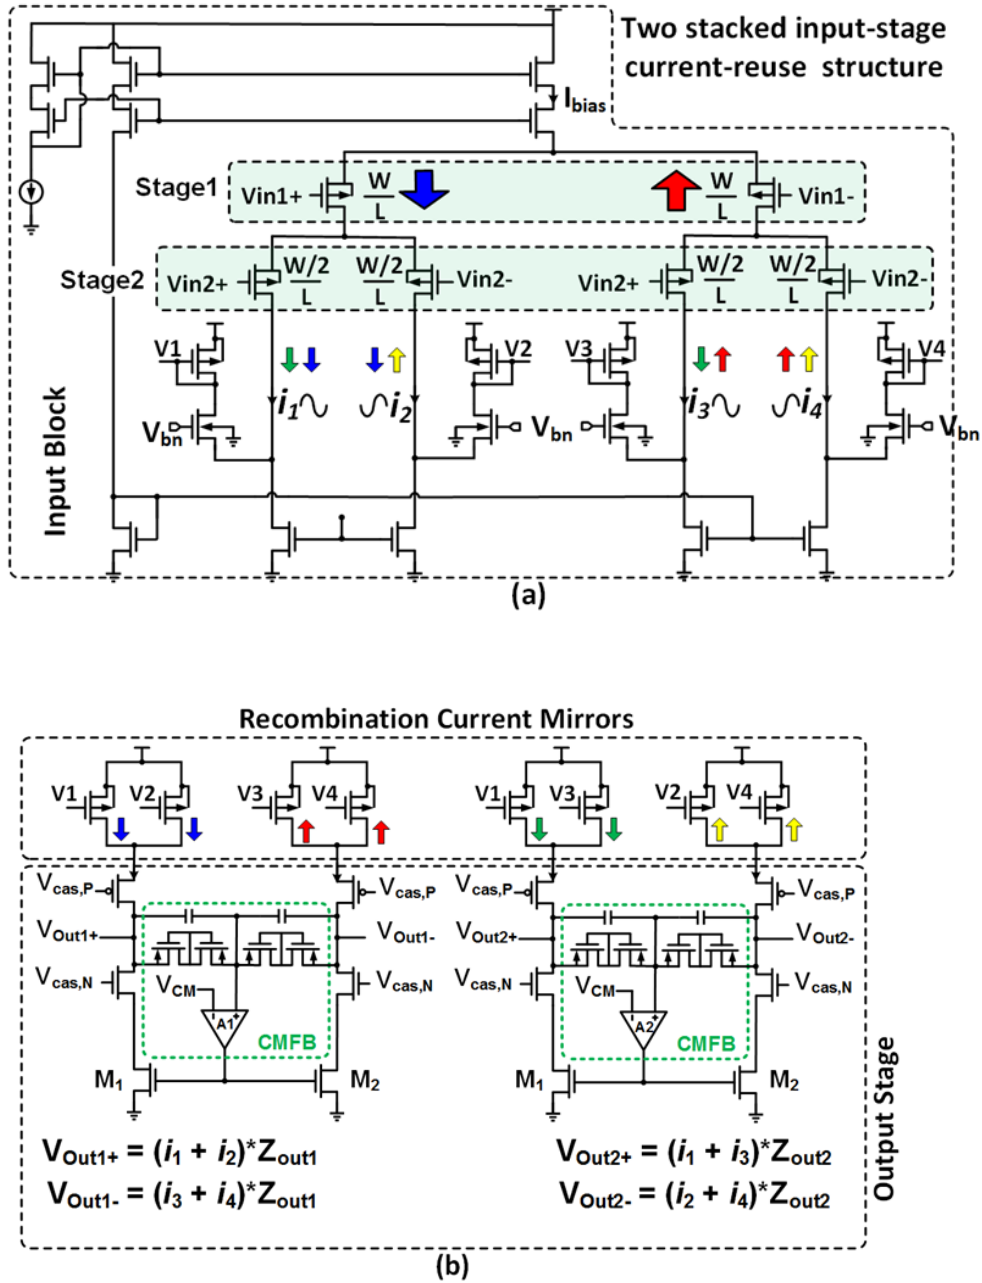 Two stacked input-stage
current-reuse structure
Ibias
Stage1
Vin1+
W
L
W
L
Vin1-
Stage2
Vin2+
W/2
L
W/2
L
Vin2-
Vin2+
W/2
L
W/2
L
Vin2-
V1
V2
V3
V4
i1
i2
i3
i4
Vbn
Vbn
Vbn
Input Block
(a)
Recombination Current Mirrors
V1
V2
V3
V4
V1
V3
V2
V4
Vcas,P
Vcas,P
Vcas,P
Vcas,P
VOut1+
VOut1-
VOut2+
VOut2-
Vcas,N
VCM
Vcas,N
Vcas,N
VCM
Vcas,N
- +
A1
CMFB
- +
A2
CMFB
M1
M2
M1
M2
VOut1+ = (i1 + i2)*Zout1
VOut1- = (i3 + i4)*Zout1
VOut2+ = (i1 + i3)*Zout2
VOut2- = (i2 + i4)*Zout2
Output Stage
(b)